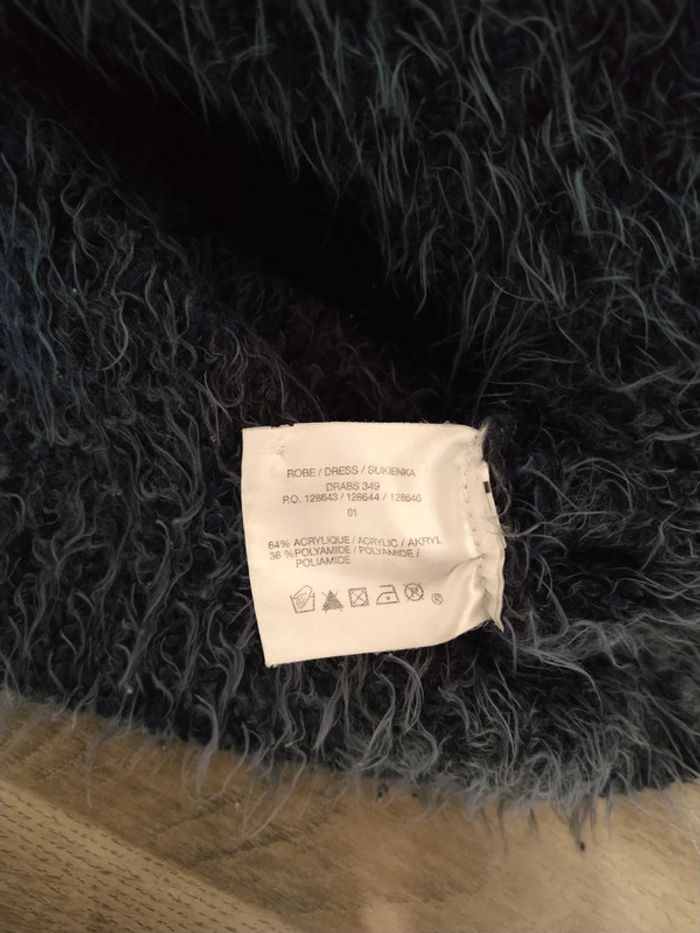 ROBE / DRESS / SUKIENKA
DRABS 349
P.O. 128643 / 128644 / 128646
01
64% ACRYLIQUE / ACRYLIC / AKRYL
36 %POLYAMIDE / POLYAMIDE /
POLIAMIDE
®